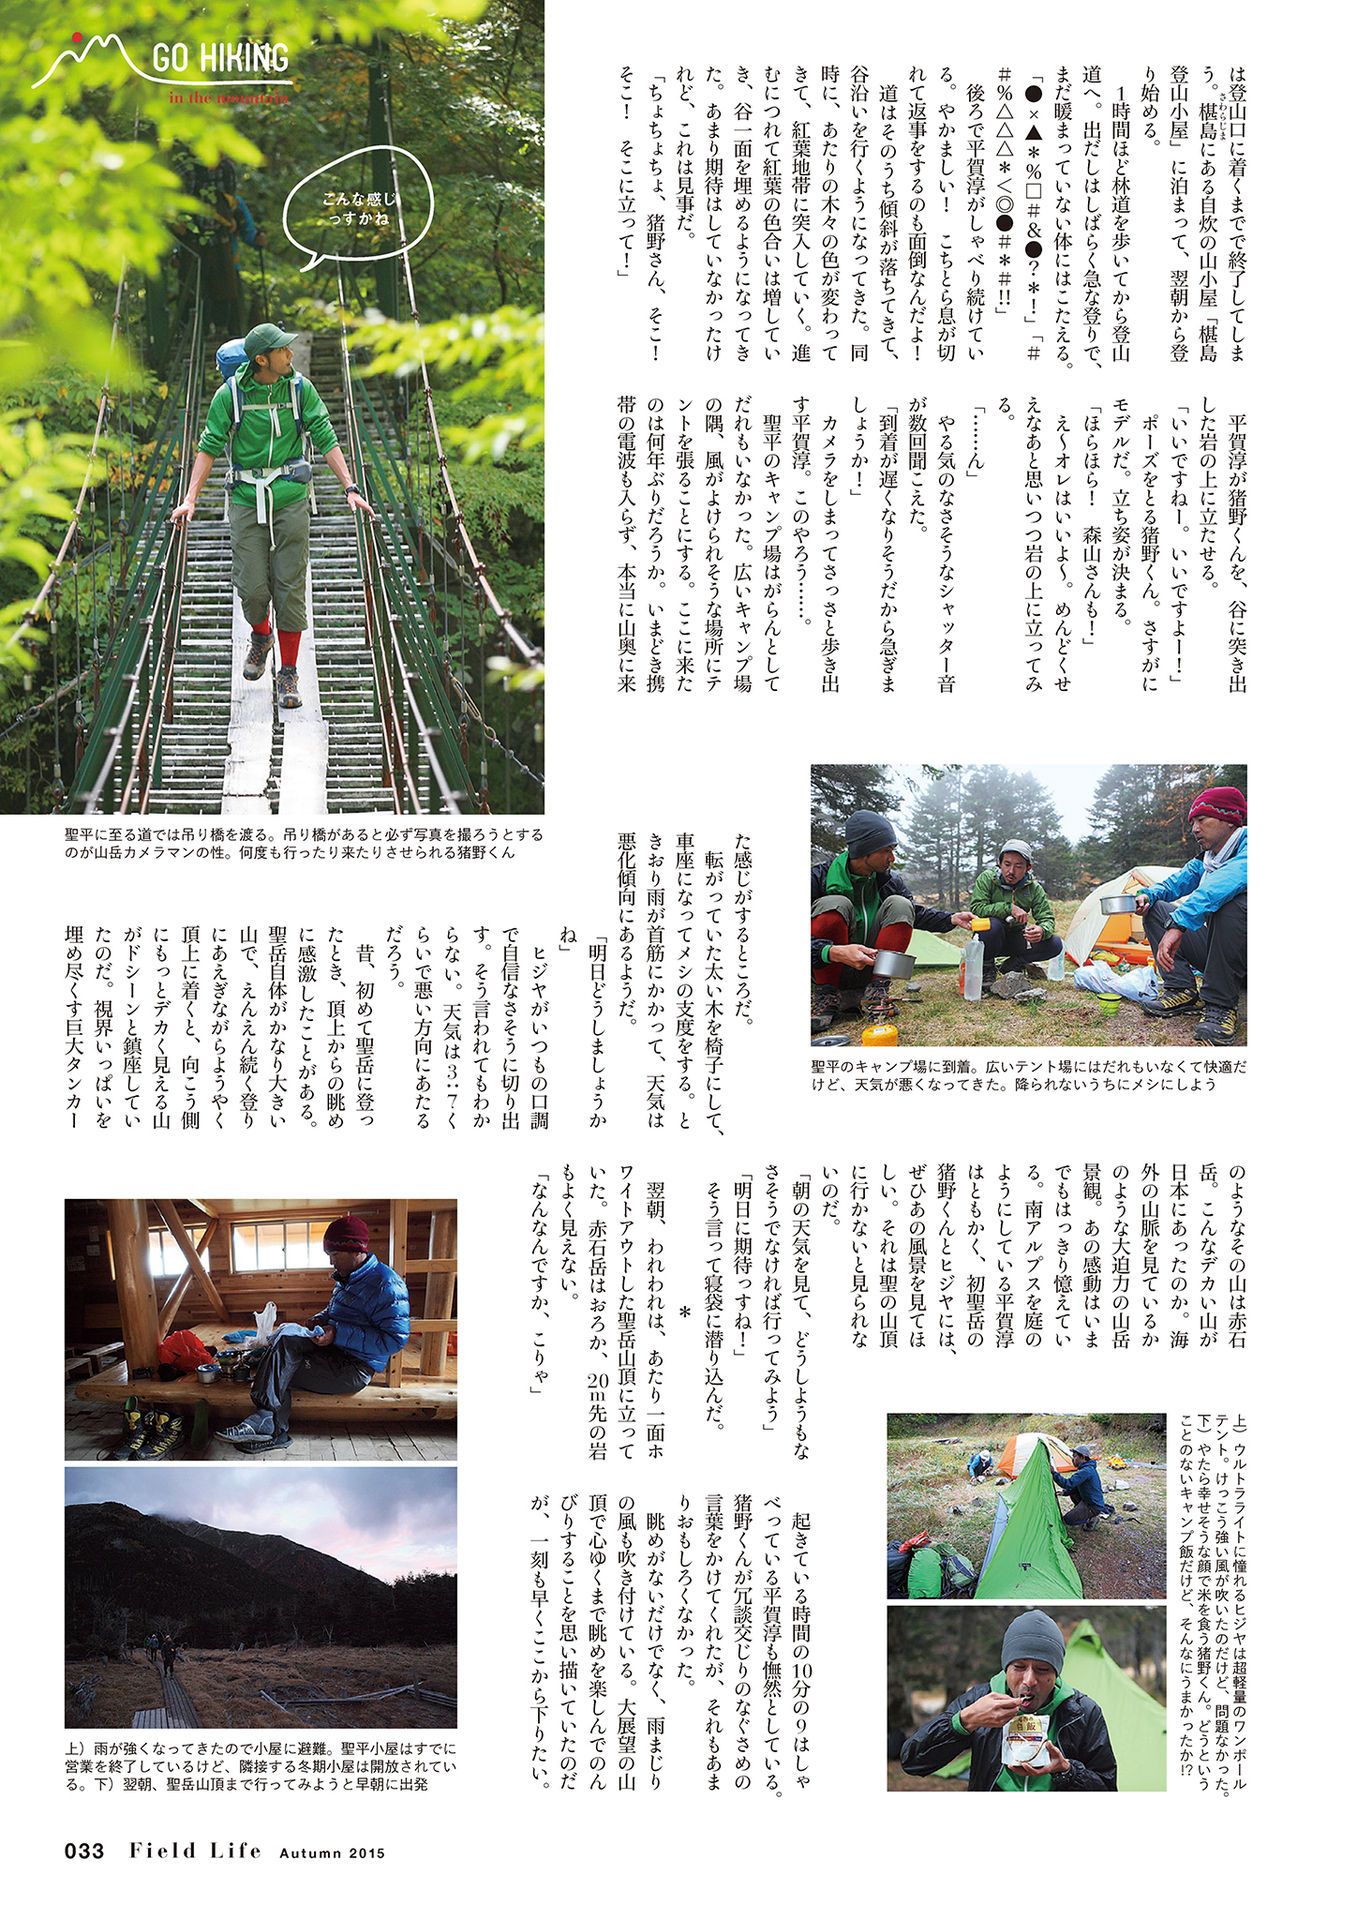 GO HIKING
in the mountain
こんな感じ
っすかね
は登山口に着くまでで終了してしま
う。椹島にある自炊の山小屋「椹島
さわらじま
登山小屋」に泊まって、翌朝から登
り始める。
　1時間ほど林道を歩いてから登山
道へ。出だしはしばらく急な登りで、
まだ暖まっていない体にはこたえる。
「●×▲＊%□＃＆●?＊!」「＃
＃%△△△＊<◎●＃＊＃!!」
　後ろで平賀淳がしゃべり続けてい
る。やかましい!　こちとら息が切
れて返事をするのも面倒なんだよ!
　道はそのうち傾斜が落ちてきて、
谷沿いを行くようになってきた。同
時に、あたりの木々の色が変わって
きて、紅葉地帯に突入していく。進
むにつれて紅葉の色合いは増してい
き、谷一面を埋めるようになってき
た。あまり期待はしていなかったけ
れど、これは見事だ。
「ちょちょちょ、猪野さん、そこ!
そこ!　そこに立って!」
　平賀淳が猪野くんを、谷に突き出
した岩の上に立たせる。
「いいですねー。いいですよー!」
　ポーズをとる猪野くん。さすがに
モデルだ。立ち姿が決まる。
「ほらほら!　森山さんも!」
　え〜オレはいいよ〜。めんどくせ
えなあと思いつつ岩の上に立ってみ
る。
「……ん」
　やる気のなさそうなシャッター音
が数回聞こえた。
「到着が遅くなりそうだから急ぎま
しょうか!」
　カメラをしまってさっさと歩き出
す平賀淳。このやろう……。
　聖平のキャンプ場はがらんとして
だれもいなかった。広いキャンプ場
の隅、風がよけられそうな場所にテ
ントを張ることにする。ここに来た
のは何年ぶりだろうか。いまどき携
帯の電波も入らず、本当に山奥に来
聖平に至る道では吊り橋を渡る。吊り橋があると必ず写真を撮ろうとする
のが山岳カメラマンの性。何度も行ったり来たりさせられる猪野くん
聖平のキャンプ場に到着。広いテント場にはだれもいなくて快適だ
けど、天気が悪くなってきた。降られないうちにメシにしよう
た感じがするところだ。
　転がっていた太い木を椅子にして、
車座になってメシの支度をする。と
きおり雨が首筋にかかって、天気は
悪化傾向にあるようだ。
「明日どうしましょうか
ね」
　ヒジヤがいつもの口調
で自信なさそうに切り出
す。そう言われてもわか
らない。天気は3:7く
らいで悪い方向にあたる
だろう。
　昔、初めて聖岳に登っ
たとき、頂上からの眺め
に感激したことがある。
聖岳自体がかなり大きい
山で、えんえん続く登り
にあえぎながらようやく
頂上に着くと、向こう側
にもっとデカく見える山
がドシーンと鎮座してい
たのだ。視界いっぱいを
埋め尽くす巨大タンカー
のようなその山は赤石
岳。こんなデカい山が
日本にあったのか。海
外の山脈を見ているか
のような大迫力の山岳
景観。あの感動はいま
でもはっきり憶えてい
る。南アルプスを庭の
ようにしている平賀淳
はともかく、初聖岳の
猪野くんとヒジヤには、
ぜひあの風景を見てほ
しい。それは聖の山頂
に行かないと見られな
いのだ。
「朝の天気を見て、どうしようもな
さそうでなければ行ってみよう」
「明日に期待っすね!」
　そう言って寝袋に潜り込んだ。
＊
　翌朝、われわれは、あたり一面ホ
ワイトアウトした聖岳山頂に立って
いた。赤石岳はおろか、20m先の岩
もよく見えない。
「なんなんですか、こりゃ」
　起きている時間の10分の9はしゃ
べっている平賀淳も憮然としている。
猪野くんが冗談交じりのなぐさめの
言葉をかけてくれたが、それもあま
りおもしろくなかった。
　眺めがないだけでなく、雨まじり
の風も吹き付けている。大展望の山
頂で心ゆくまで眺めを楽しんでのん
びりすることを思い描いていたのだ
が、一刻も早くここから下りたい。
上）ウルトラライトに憧れるヒジヤは超軽量のワンポール
テント。けっこう強い風が吹いたのだけど、問題なかった。
下）やたら幸せそうな顔で米を食う猪野くん。どうという
ことのないキャンプ飯だけど、そんなにうまかったか!?
上）雨が強くなってきたので小屋に避難。聖平小屋はすでに
営業を終了しているけど、隣接する冬期小屋は開放されてい
る。下）翌朝、聖岳山頂まで行ってみようと早朝に出発
033 Field Life Autumn 2015